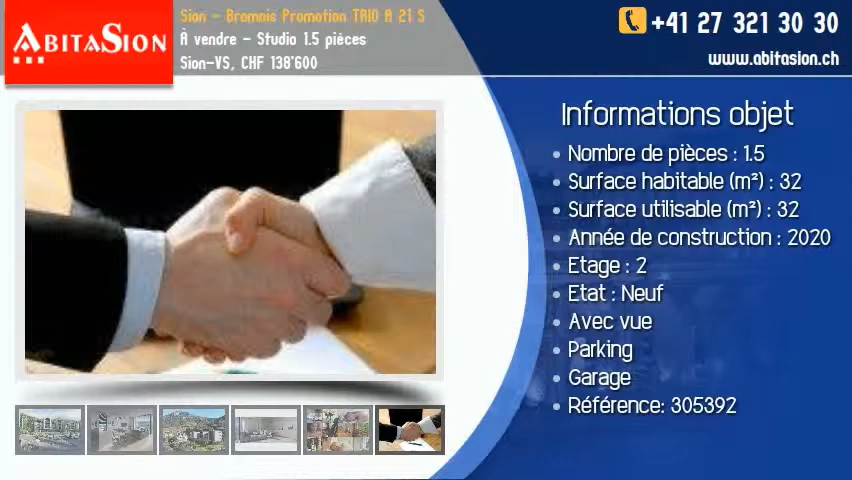 ABITASION
Sion - Bramois Promotion TRIO A 21 S
À vendre - Studio 1.5 pièces
Sion-VS, CHF 138'600
+41 27 321 30 30
www.abitasion.ch
Informations objet
• Nombre de pièces : 1.5
• Surface habitable (m²) : 32
• Surface utilisable (m²) : 32
• Année de construction : 2020
• Etage : 2
• Etat : Neuf
• Avec vue
• Parking
• Garage
• Référence: 305392